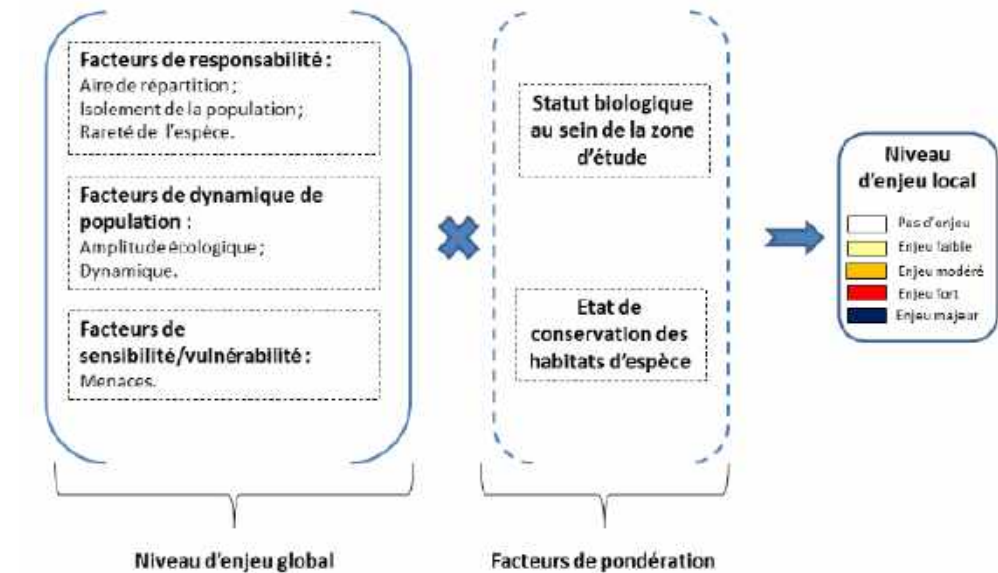 Facteurs de responsabilité :
Aire de répartition ;
Isolement de la population ;
Rareté de l'espèce.
Facteurs de dynamique de
population :
Amplitude écologique ;
Dynamique.
Facteurs de
sensibilité/vulnérabilité :
Menaces.
Niveau d'enjeu global
Statut biologique
au sein de la zone
d'étude
Etat de
conservation des
habitats d'espèce
Facteurs de pondération
Niveau
d'enjeu local
Pas d'enjeu
Enjeu faible
Enjeu modéré
Enjeu fort
Enjeu majeur